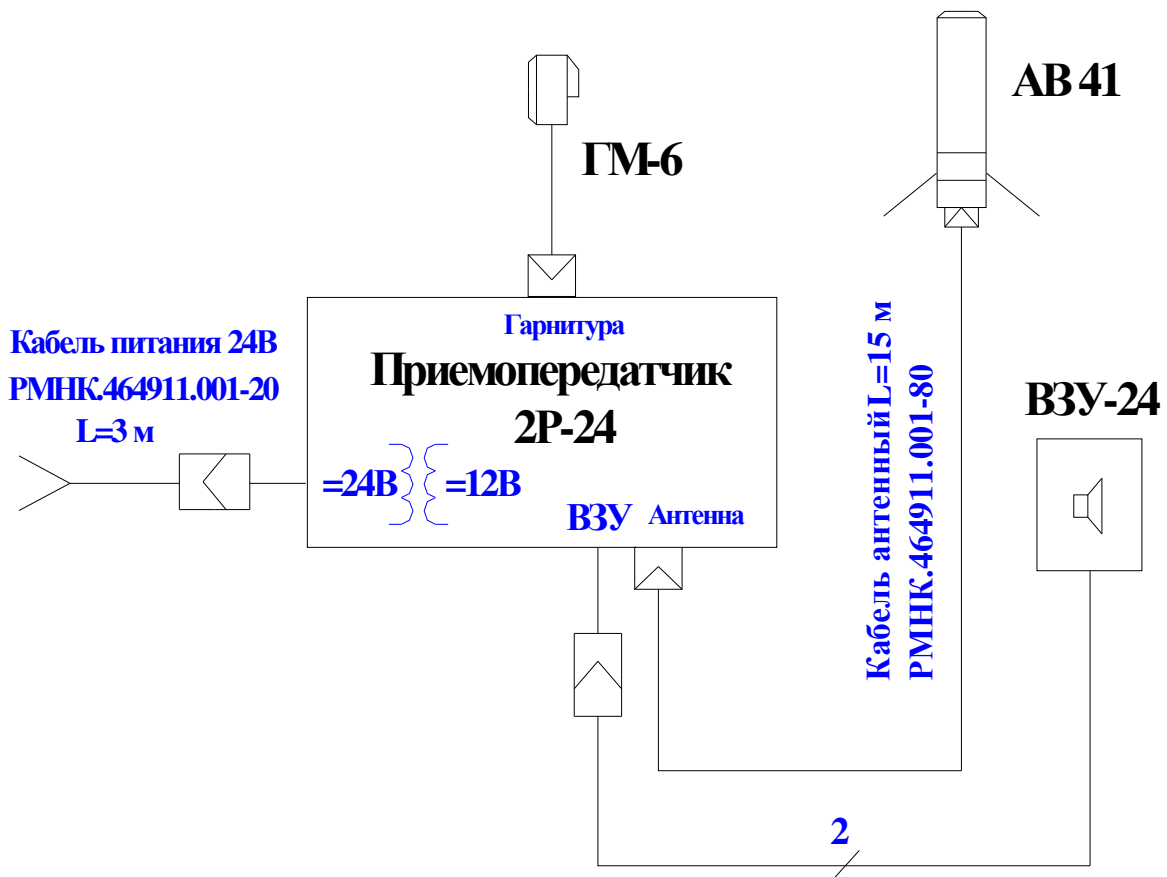 АВ 41
ГМ-6
Гарнитура
Приемопередатчик
2Р-24
Кабель питания 24В
РМНК.464911.001-20
L=3 м
=24В
=12В
ВЗУ
Антенна
Кабель антенный L=15 м
РМНК.464911.001-80
ВЗУ-24
2